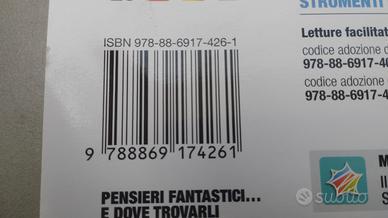 STRUMENTI
ISBN 978-88-6917-426-1
Letture facilitat
codice adozione d
978-88-6917-40
codice adozione
978-88-6917-4
9 788869 174261
PENSIERI FANTASTICI...
E DOVE TROVARLI
subito